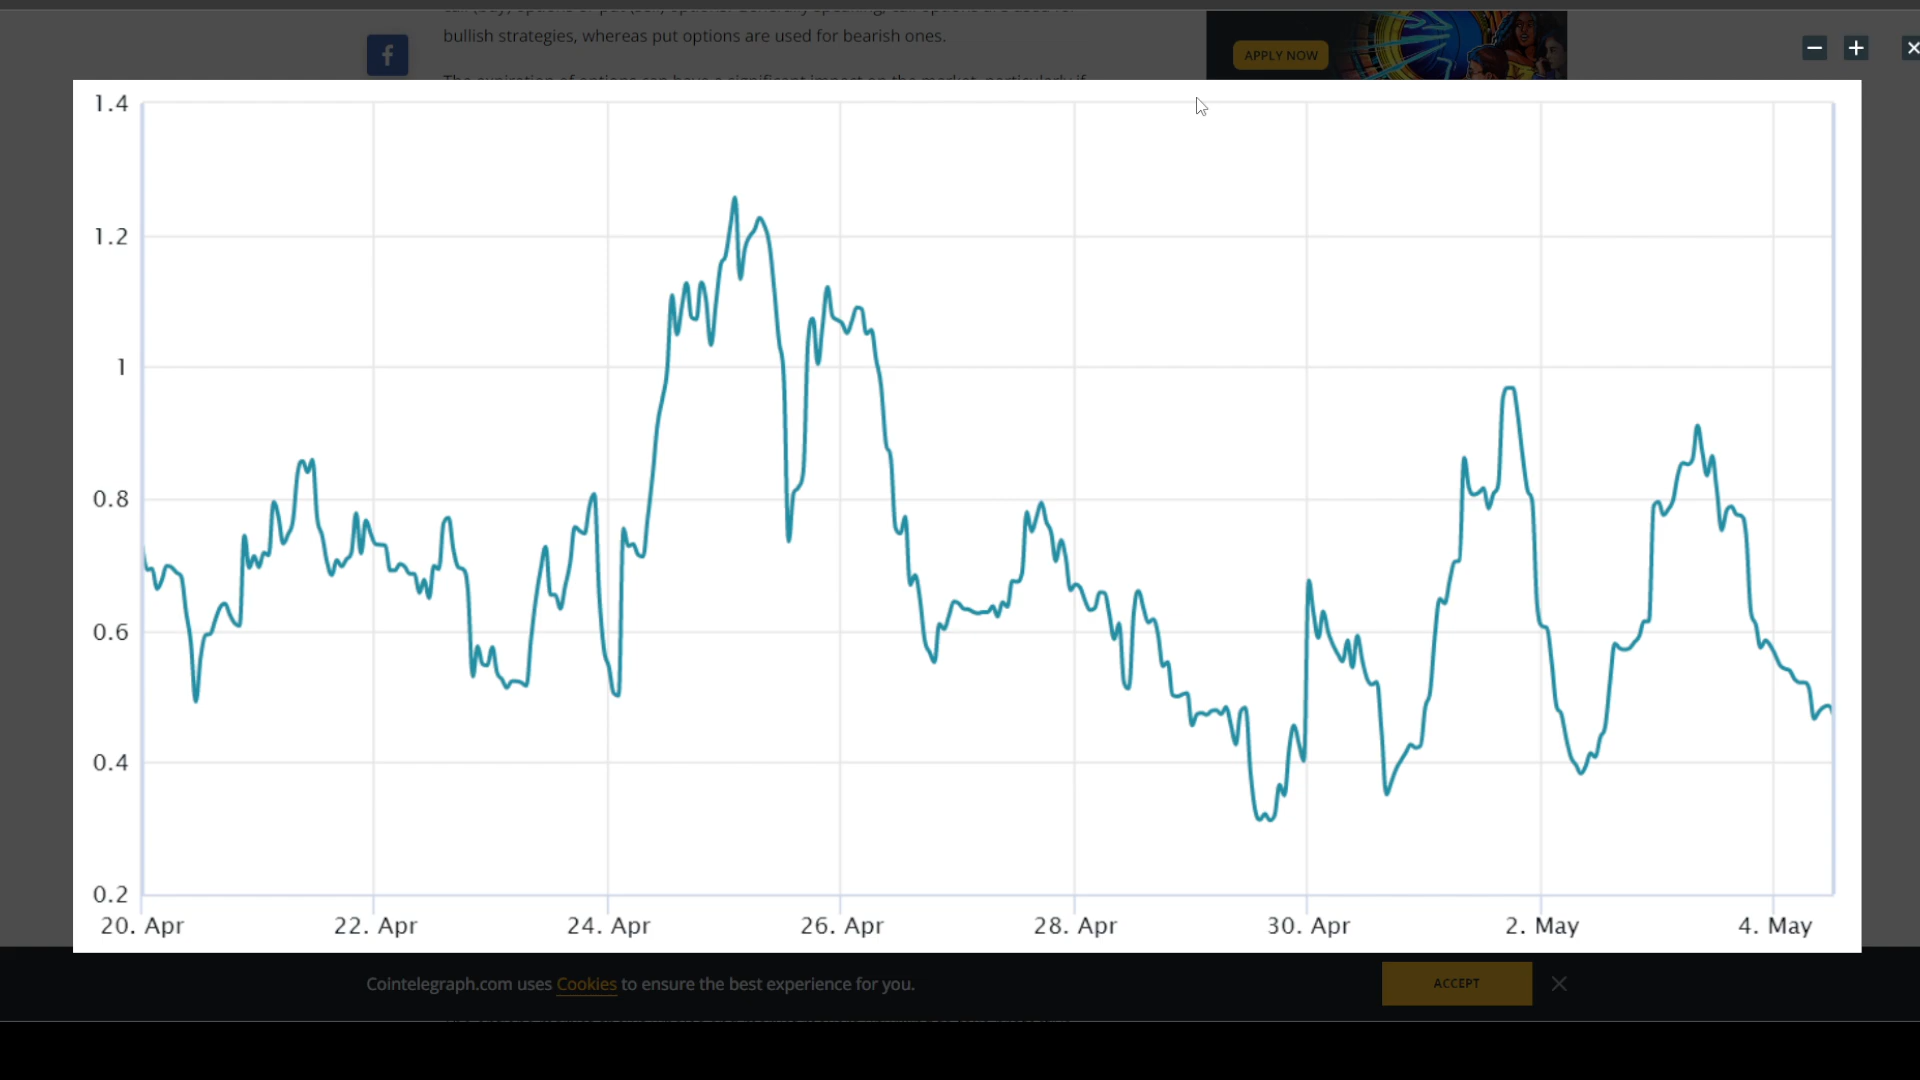 bullish strategies, whereas put options are used for bearish ones.
APPLY NOW
1.4
1.2
1
0.8
0.6
0.4
0.2
20. Apr
22. Apr
24. Apr
26. Apr
28. Apr
30. Apr
2. May
4. May
Cointelegraph.com uses Cookies to ensure the best experience for you.
ACCEPT